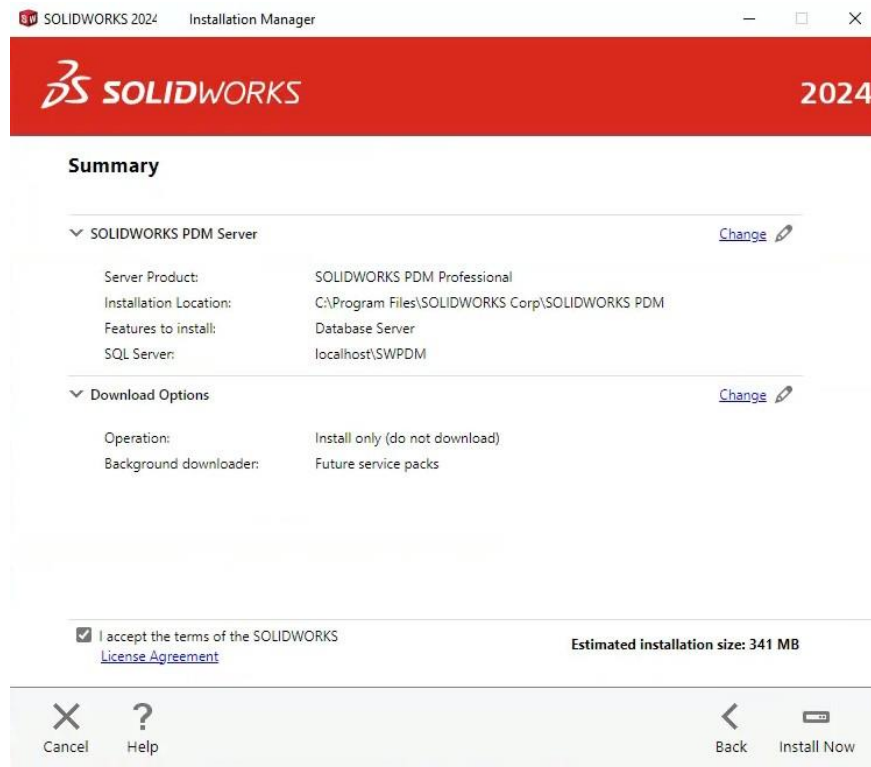 SOLIDWORKS 2024 Installation Manager
SOLIDWORKS 2024
Summary
SOLIDWORKS PDM Server Change
Server Product: SOLIDWORKS PDM Professional
Installation Location: C:\Program Files\SOLIDWORKS Corp\SOLIDWORKS PDM
Features to install: Database Server
SQL Server: localhost\SWPDM
Download Options Change
Operation: Install only (do not download)
Background downloader: Future service packs
I accept the terms of the SOLIDWORKS
License Agreement
Estimated installation size: 341 MB
Cancel Help Back Install Now